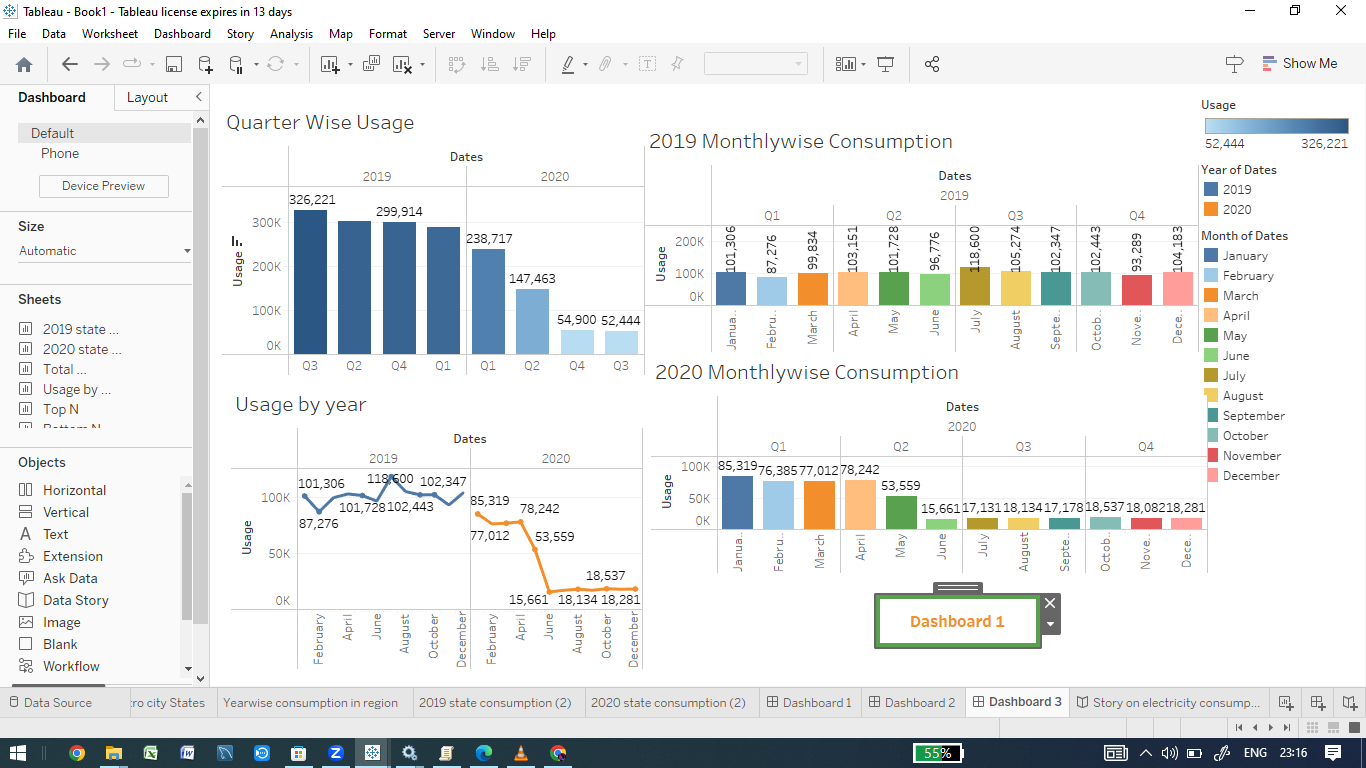 Tableau - Book1 - Tableau license expires in 13 days
File Data Worksheet Dashboard Story Analysis Map Format Server Window Help
Show Me
Dashboard Layout
Default
Phone
Device Preview
Size
Automatic
Sheets
2019 state ...
2020 state ...
Total ...
Usage by ...
Top N
Objects
Horizontal
Vertical
Text
Extension
Ask Data
Data Story
Image
Blank
Workflow
Quarter Wise Usage
Dates
2019 2020
Usage
300K
200K
100K
0K
326,221 299,914 238,717 147,463 54,900 52,444
Q3 Q2 Q4 Q1 Q1 Q2 Q4 Q3
Usage by year
Dates
2019 2020
Usage
100K
50K
0K
101,306 118,600 102,347
87,276 101,728 102,443
85,319 78,242
77,012 53,559
18,537
15,661 18,134 18,281
February April June August October December February April June August October December
2019 Monthlywise Consumption
Dates
2019
Q1 Q2 Q3 Q4
Usage
200K
100K
0K
101,306 87,276 99,834 103,151 101,728 96,776 118,600 105,274 102,347 102,443 93,289 104,183
Janua.. Febru.. March April May June July August Septe.. Octob.. Nove.. Dece..
2020 Monthlywise Consumption
Dates
2020
Q1 Q2 Q3 Q4
Usage
100K
50K
0K
85,319 76,385 77,012 78,242 53,559 15,661 17,131 18,134 17,178 18,537 18,082 18,281
Janua.. Febru.. March April May June July August Septe.. Octob.. Nove.. Dece..
Dashboard 1
Usage
52,444 326,221
Year of Dates
2019
2020
Month of Dates
January
February
March
April
May
June
July
August
September
October
November
December
Data Source city States Yearwise consumption in region 2019 state consumption (2) 2020 state consumption (2) Dashboard 1 Dashboard 2 Dashboard 3 Story on electricity consump...
55% ENG 23:16